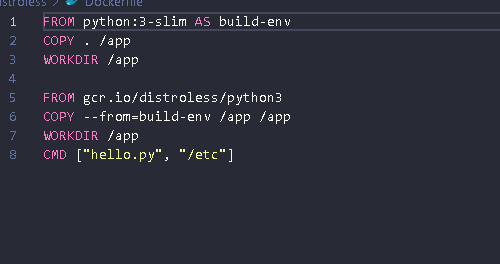 distroless > Dockerfile
1 FROM python:3-slim AS build-env
2 COPY . /app
3 WORKDIR /app
4
5 FROM gcr.io/distroless/python3
6 COPY --from=build-env /app /app
7 WORKDIR /app
8 CMD ["hello.py", "/etc"]